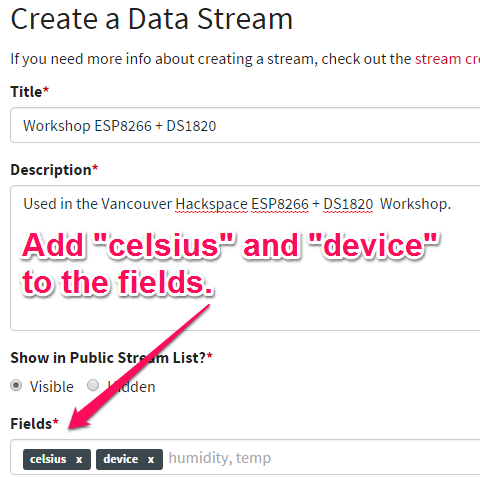 Create a Data Stream
If you need more info about creating a stream, check out the stream cre
Title*
Workshop ESP8266 + DS1820
Description*
Used in the Vancouver Hackspace ESP8266 + DS1820 Workshop.
Add "celsius" and "device"
to the fields.
Show in Public Stream List?*
Visible Hidden
Fields*
celsius x device x humidity, temp